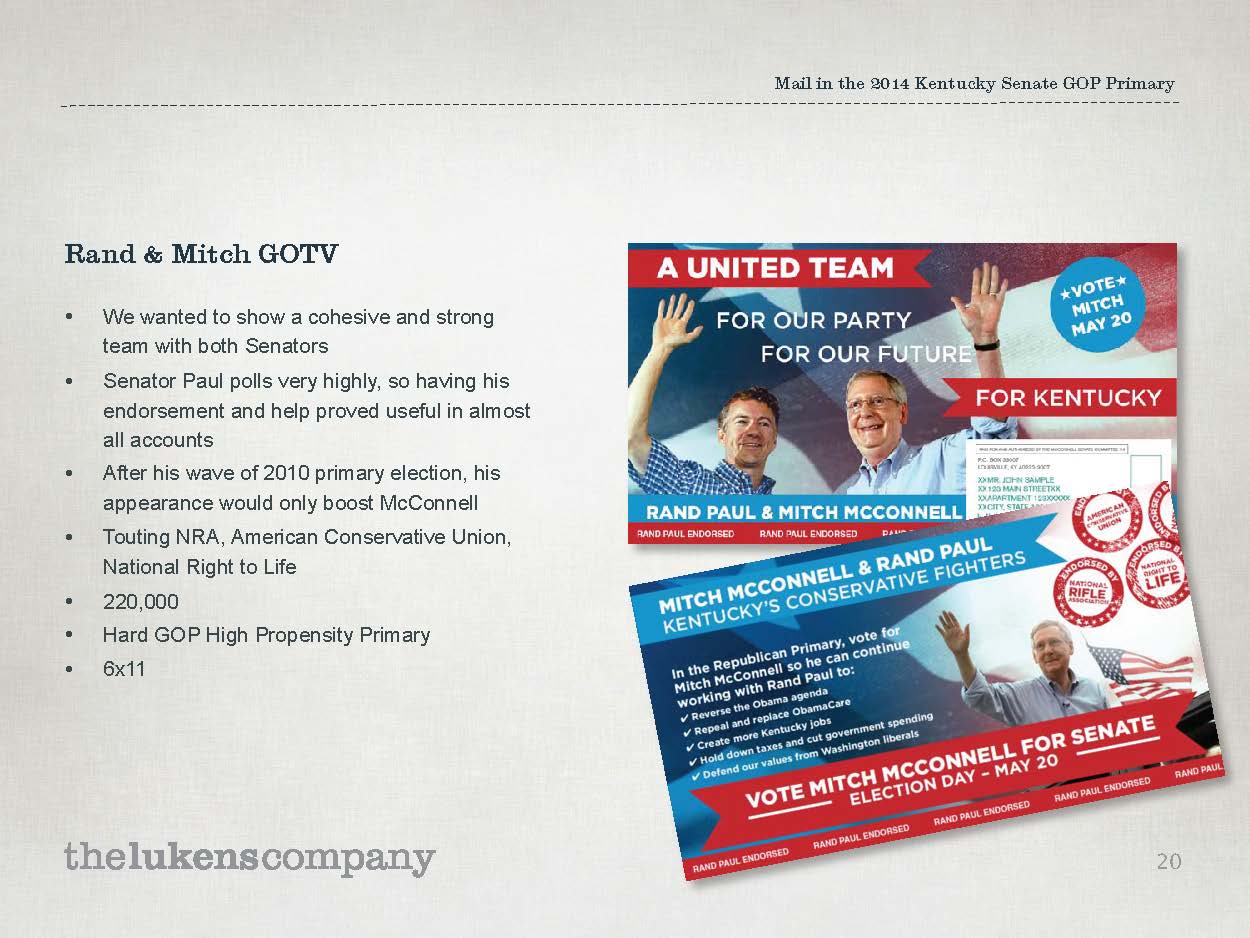 Mail in the 2014 Kentucky Senate GOP Primary
Rand & Mitch GOTV
• We wanted to show a cohesive and strong
team with both Senators
• Senator Paul polls very highly, so having his
endorsement and help proved useful in almost
all accounts
• After his wave of 2010 primary election, his
appearance would only boost McConnell
• Touting NRA, American Conservative Union,
National Right to Life
• 220,000
• Hard GOP High Propensity Primary
• 6x11
A UNITED TEAM
FOR OUR PARTY
FOR OUR FUTURE
★VOTE★
MITCH
MAY 20
FOR KENTUCKY
P.C. BOX
LOUISVILLE, KY
XXMR. JOHN SAMPLE
XX123 MAIN STREETXX
XXAPARTMENT
XXCITY, STATE
RAND PAUL & MITCH MCCONNELL
RAND PAUL ENDORSED RAND PAUL ENDORSED
MITCH MCCONNELL & RAND PAUL
KENTUCKY'S CONSERVATIVE FIGHTERS
AMERICAN
CONSERVATIVE
UNION
ENDORSED BY
NATIONAL
RIFLE
ASSOCIATION
ENDORSED BY
NATIONAL
RIGHT TO
LIFE
In the Republican Primary, vote for
Mitch McConnell so he can continue
working with Rand Paul to:
✓ Reverse the Obama agenda
✓ Repeal and replace ObamaCare
✓ Create more Kentucky jobs
✓ Hold down taxes and cut government spending
✓ Defend our values from Washington liberals
VOTE MITCH MCCONNELL FOR SENATE
ELECTION DAY – MAY 20
RAND PAUL ENDORSED RAND PAUL ENDORSED RAND PAUL ENDORSED RAND PAUL ENDORSED RAND PAUL
thelukenscompany
20